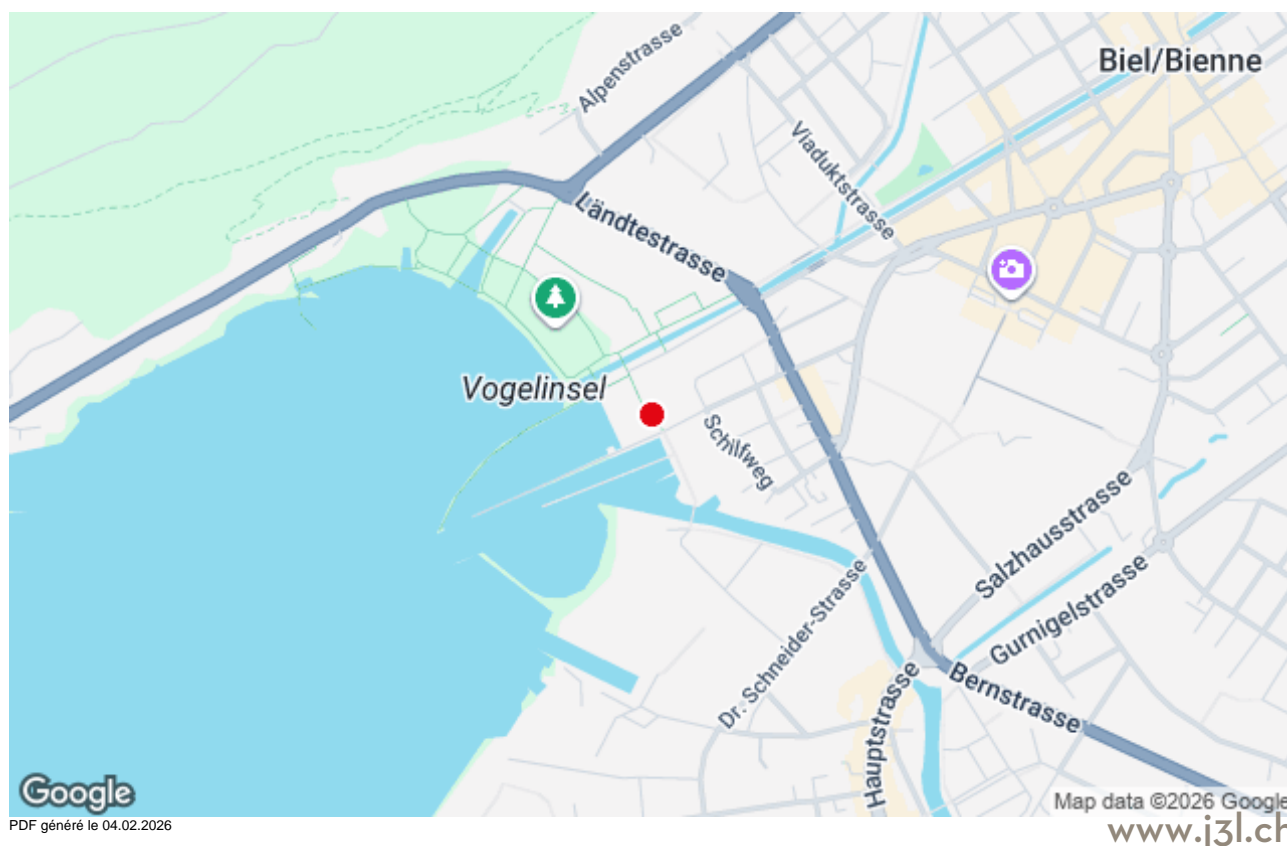 Biel/Bienne
Alpenstrasse
Viaduktstrasse
Ländtestrasse
Vogelinsel
Schilfweg
Salzhausstrasse
Gurnigelstrasse
Dr. Schneider-Strasse
Bernstrasse
Hauptstrasse
Google
Map data ©2026 Google
PDF généré le 04.02.2026
www.j3l.ch